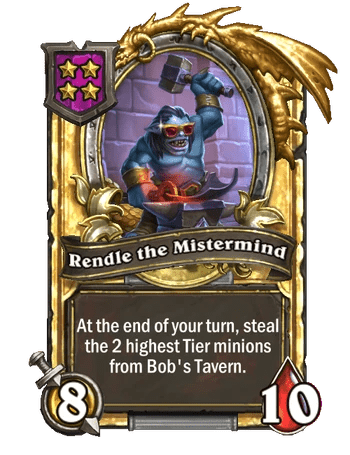 Rendle the Mistermind
At the end of your turn, steal
the 2 highest Tier minions
from Bob's Tavern.
8
10